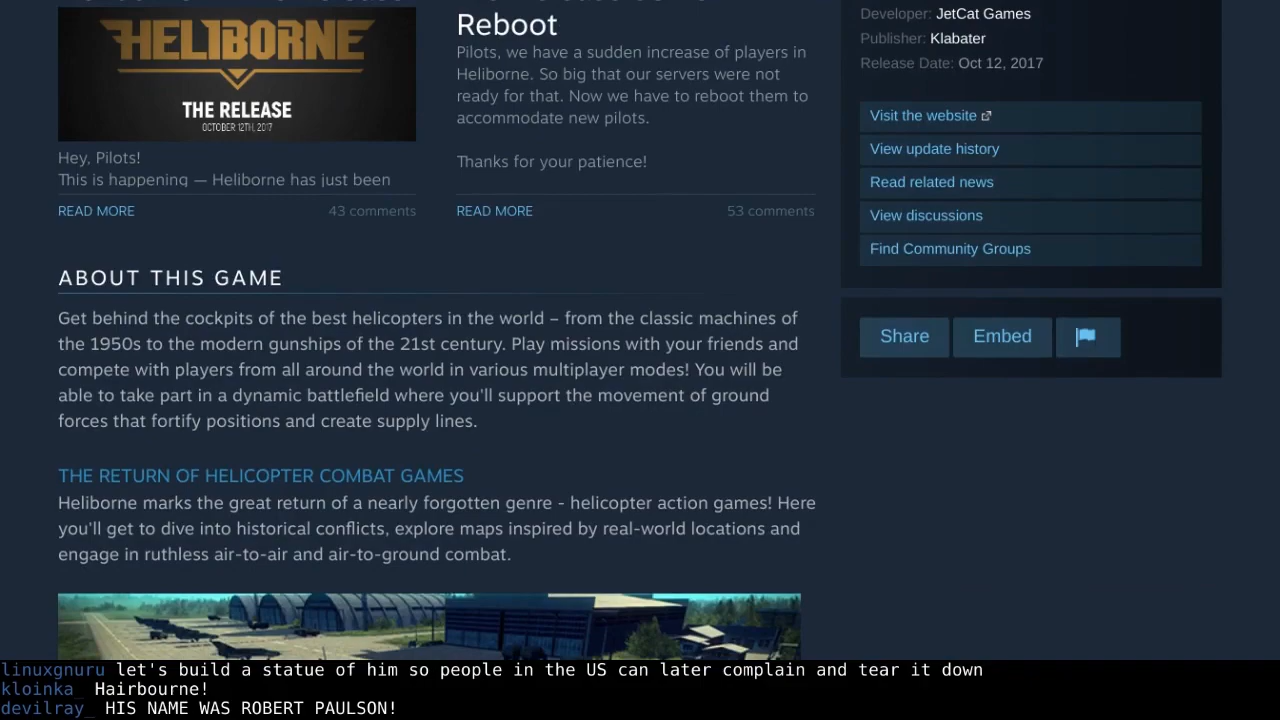 Reboot
HELIBORNE
THE RELEASE
OCTOBER 12TH, 2017
Hey, Pilots!
This is happening — Heliborne has just been
READ MORE
43 comments
Pilots, we have a sudden increase of players in
Heliborne. So big that our servers were not
ready for that. Now we have to reboot them to
accommodate new pilots.
Thanks for your patience!
READ MORE
53 comments
ABOUT THIS GAME
Get behind the cockpits of the best helicopters in the world – from the classic machines of
the 1950s to the modern gunships of the 21st century. Play missions with your friends and
compete with players from all around the world in various multiplayer modes! You will be
able to take part in a dynamic battlefield where you'll support the movement of ground
forces that fortify positions and create supply lines.
THE RETURN OF HELICOPTER COMBAT GAMES
Heliborne marks the great return of a nearly forgotten genre - helicopter action games! Here
you'll get to dive into historical conflicts, explore maps inspired by real-world locations and
engage in ruthless air-to-air and air-to-ground combat.
Developer: JetCat Games
Publisher: Klabater
Release Date: Oct 12, 2017
Visit the website
View update history
Read related news
View discussions
Find Community Groups
Share
Embed
linuxgnuru let's build a statue of him so people in the US can later complain and tear it down
kloinka_ Hairbourne!
devilray_ HIS NAME WAS ROBERT PAULSON!